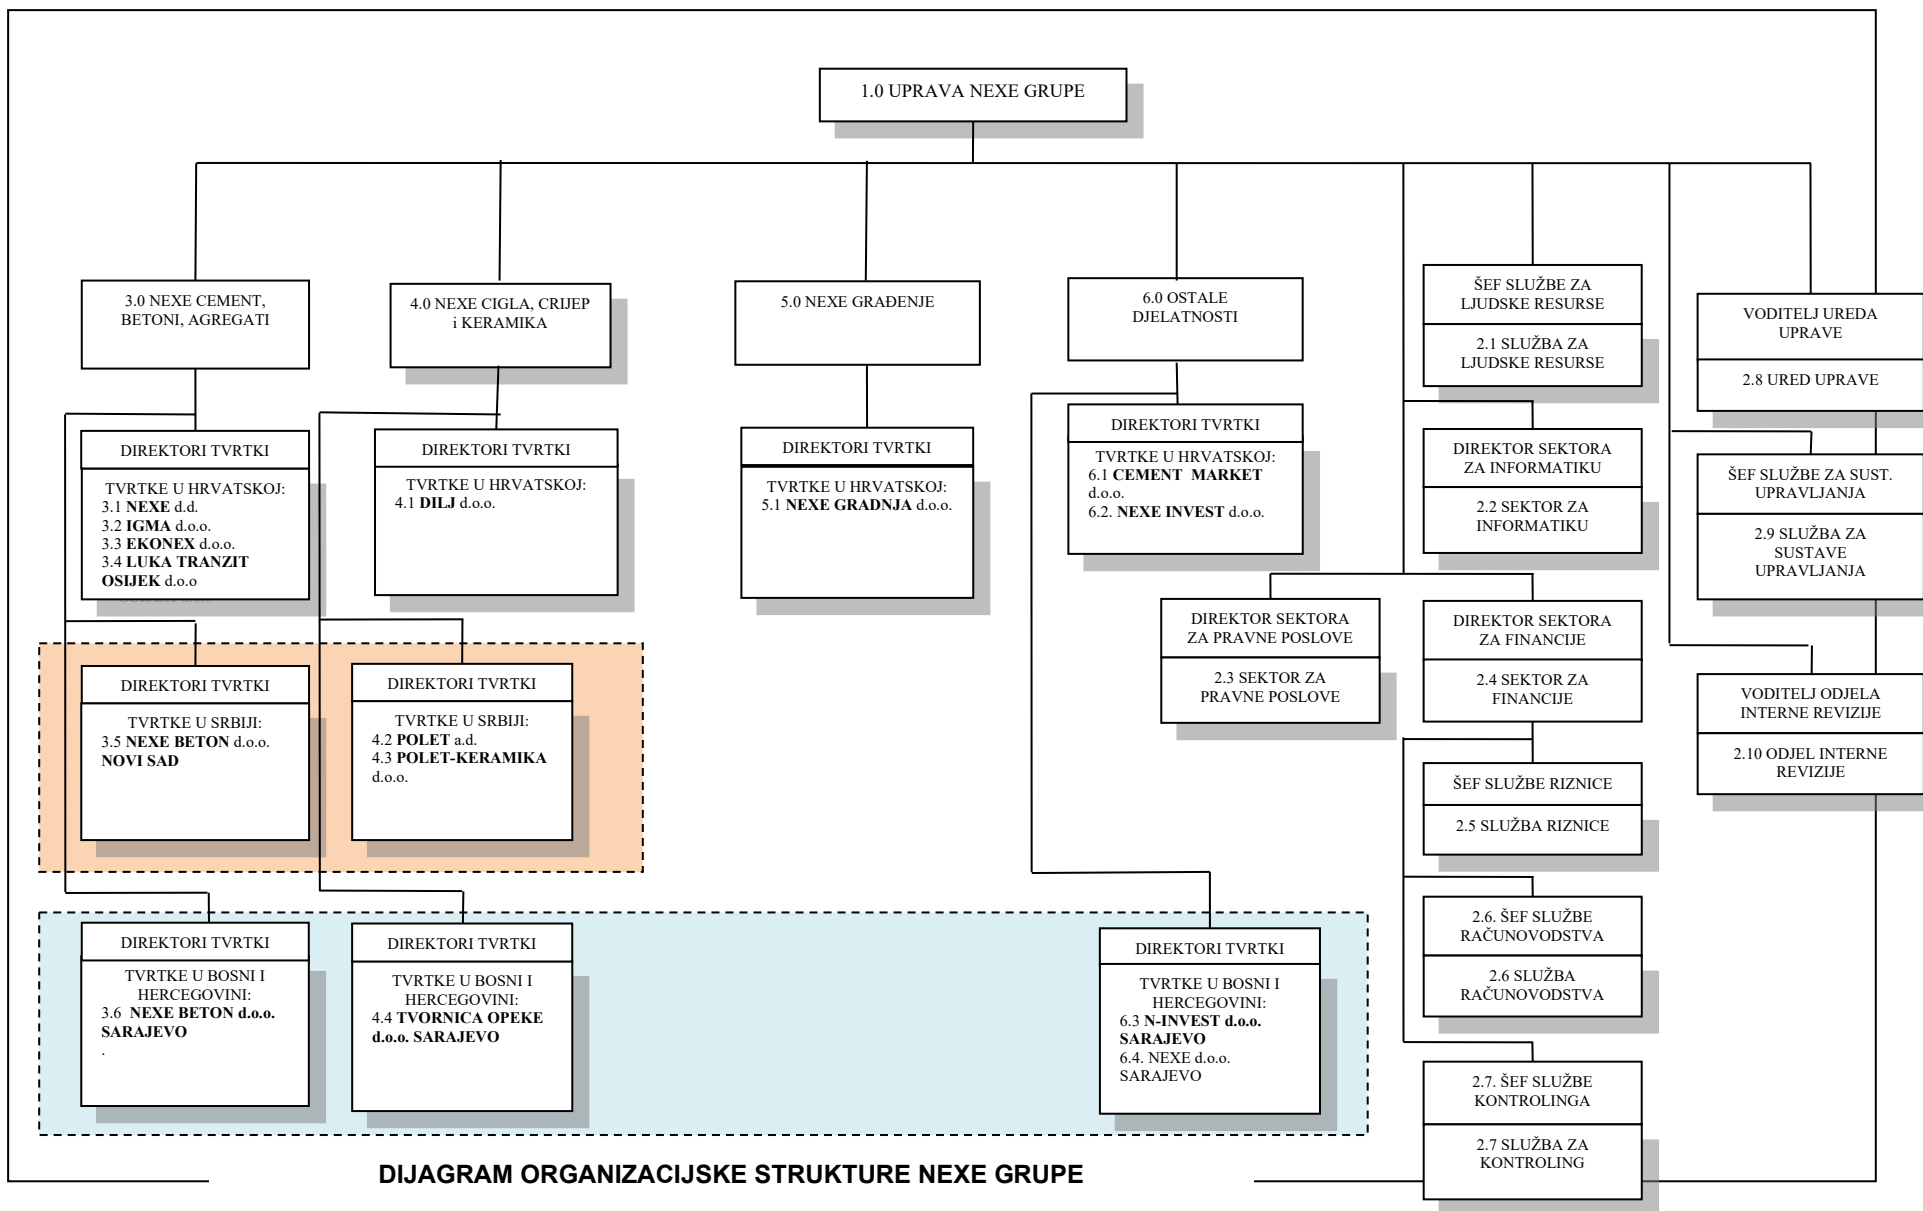 1.0 UPRAVA NEXE GRUPE
3.0 NEXE CEMENT,
BETONI, AGREGATI
4.0 NEXE CIGLA, CRIJEP
i KERAMIKA
5.0 NEXE GRAĐENJE
6.0 OSTALE
DJELATNOSTI
ŠEF SLUŽBE ZA
LJUDSKE RESURSE
2.1 SLUŽBA ZA
LJUDSKE RESURSE
VODITELJ UREDA
UPRAVE
2.8 URED UPRAVE
DIREKTORI TVRTKI
TVRTKE U HRVATSKOJ:
3.1 NEXE d.d.
3.2 IGMA d.o.o.
3.3 EKONEX d.o.o.
3.4 LUKA TRANZIT
OSIJEK d.o.o
DIREKTORI TVRTKI
TVRTKE U HRVATSKOJ:
4.1 DILJ d.o.o.
DIREKTORI TVRTKI
TVRTKE U HRVATSKOJ:
5.1 NEXE GRADNJA d.o.o.
DIREKTORI TVRTKI
TVRTKE U HRVATSKOJ:
6.1 CEMENT  MARKET
d.o.o.
6.2. NEXE INVEST d.o.o.
DIREKTOR SEKTORA
ZA INFORMATIKU
2.2 SEKTOR ZA
INFORMATIKU
ŠEF SLUŽBE ZA SUST.
UPRAVLJANJA
2.9 SLUŽBA ZA
SUSTAVE
UPRAVLJANJA
DIREKTOR SEKTORA
ZA PRAVNE POSLOVE
2.3 SEKTOR ZA
PRAVNE POSLOVE
DIREKTOR SEKTORA
ZA FINANCIJE
2.4 SEKTOR ZA
FINANCIJE
VODITELJ ODJELA
INTERNE REVIZIJE
2.10 ODJEL INTERNE
REVIZIJE
DIREKTORI TVRTKI
TVRTKE U SRBIJI:
3.5 NEXE BETON d.o.o.
NOVI SAD
DIREKTORI TVRTKI
TVRTKE U SRBIJI:
4.2 POLET a.d.
4.3 POLET-KERAMIKA
d.o.o.
ŠEF SLUŽBE RIZNICE
2.5 SLUŽBA RIZNICE
2.6. ŠEF SLUŽBE
RAČUNOVODSTVA
2.6 SLUŽBA
RAČUNOVODSTVA
DIREKTORI TVRTKI
TVRTKE U BOSNI I
HERCEGOVINI:
3.6  NEXE BETON d.o.o.
SARAJEVO
.
DIREKTORI TVRTKI
TVRTKE U BOSNI I
HERCEGOVINI:
4.4 TVORNICA OPEKE
d.o.o. SARAJEVO
DIREKTORI TVRTKI
TVRTKE U BOSNI I
HERCEGOVINI:
6.3 N-INVEST d.o.o.
SARAJEVO
6.4. NEXE d.o.o.
SARAJEVO
2.7. ŠEF SLUŽBE
KONTROLINGA
2.7 SLUŽBA ZA
KONTROLING
DIJAGRAM ORGANIZACIJSKE STRUKTURE NEXE GRUPE